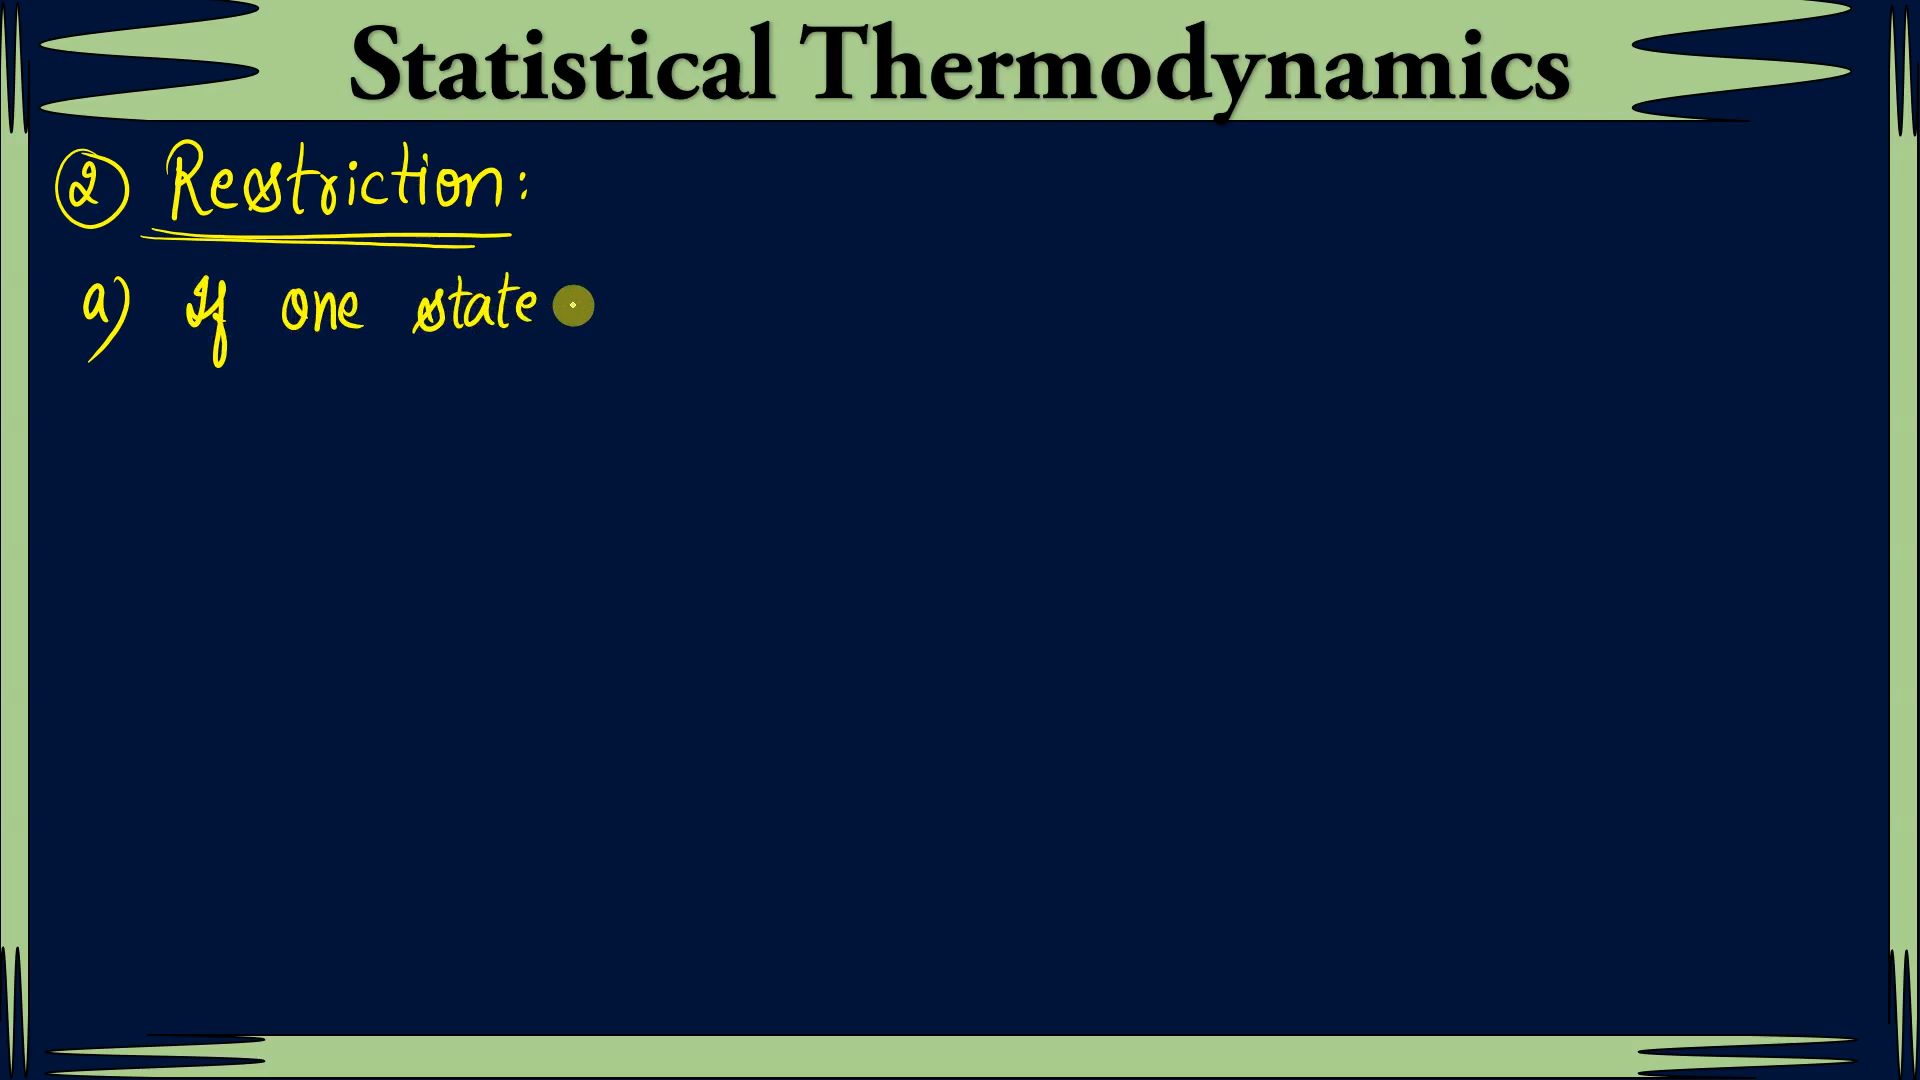 Statistical Thermodynamics
② Restriction:
a) If one state